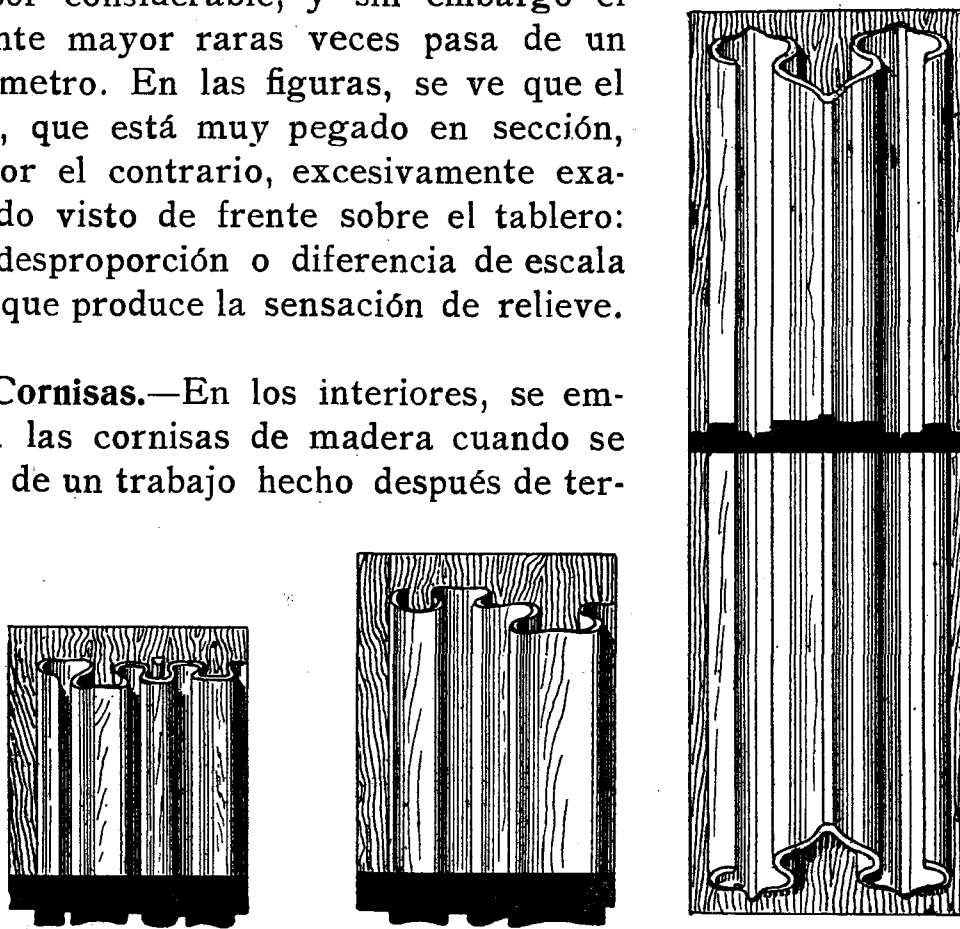 considerable, y sin embargo el
mayor raras veces pasa de un
metro. En las figuras, se ve que el
, que está muy pegado en sección,
or el contrario, excesivamente exa-
do visto de frente sobre el tablero:
desproporción o diferencia de escala
que produce la sensación de relieve.
Cornisas.—En los interiores, se em-
las cornisas de madera cuando se
de un trabajo hecho después de ter-